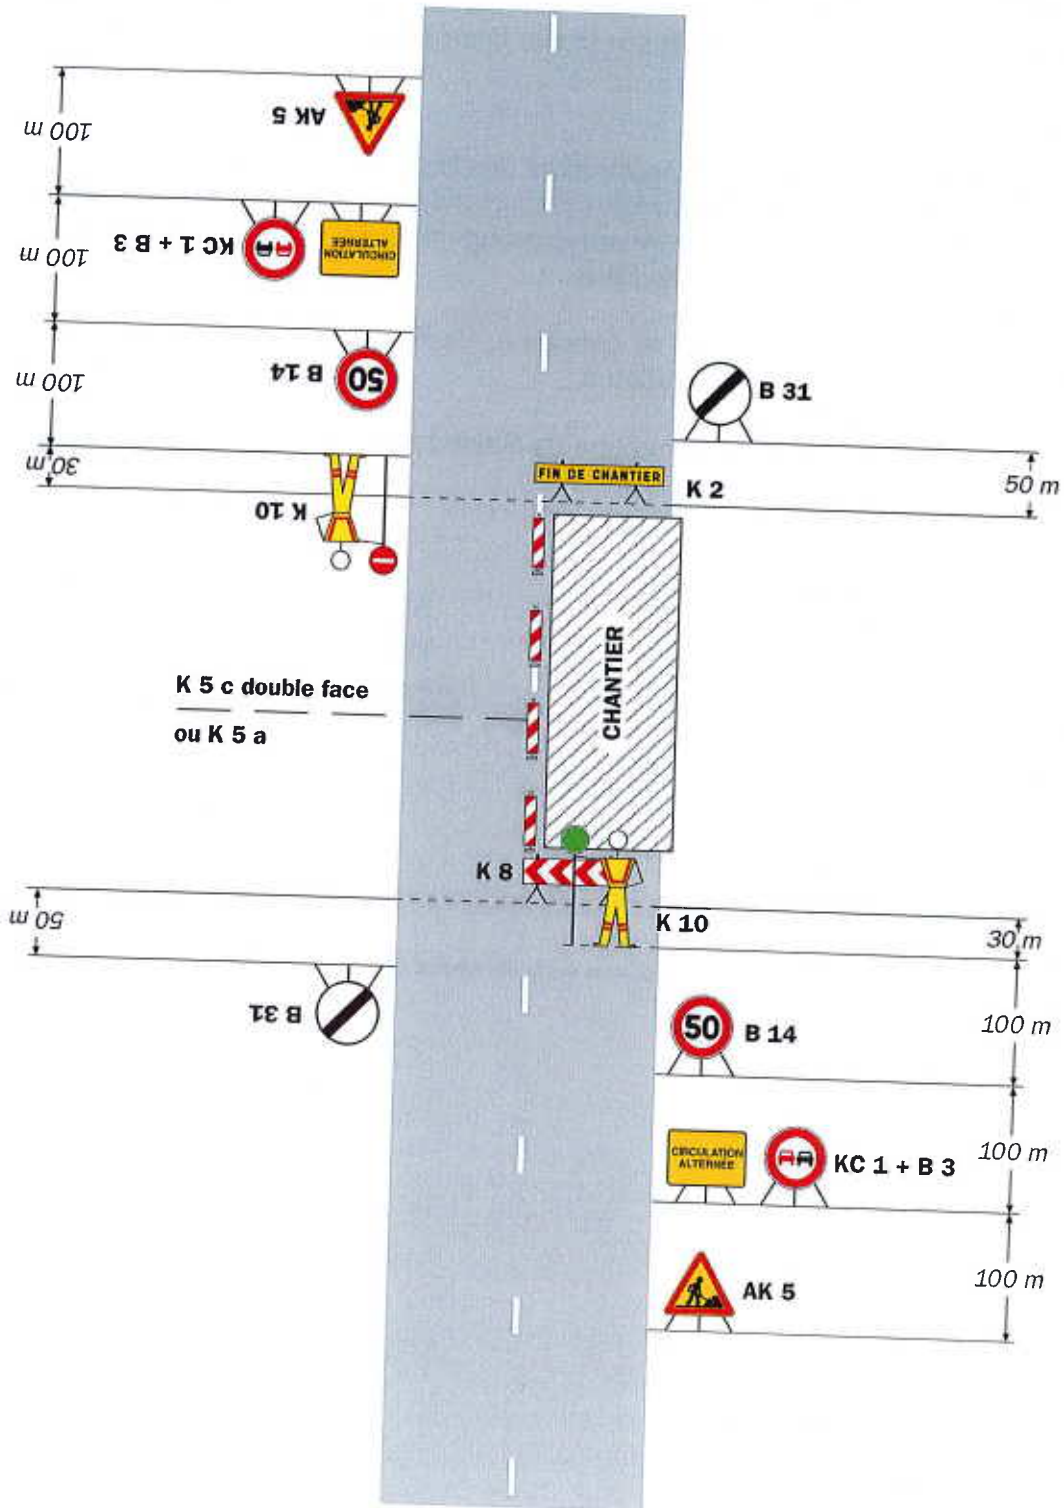 100 m
AK 5
100 m
KC 1 + B 3
CIRCULATION
ALTERNÉE
100 m
B 14
50
B 31
30 m
K 10
FIN DE CHANTIER
K 2
50 m
CHANTIER
K 5 c double face
ou K 5 a
K 8
K 10
30 m
50 m
B 31
50
B 14
100 m
CIRCULATION
ALTERNÉE
KC 1 + B 3
100 m
AK 5
100 m